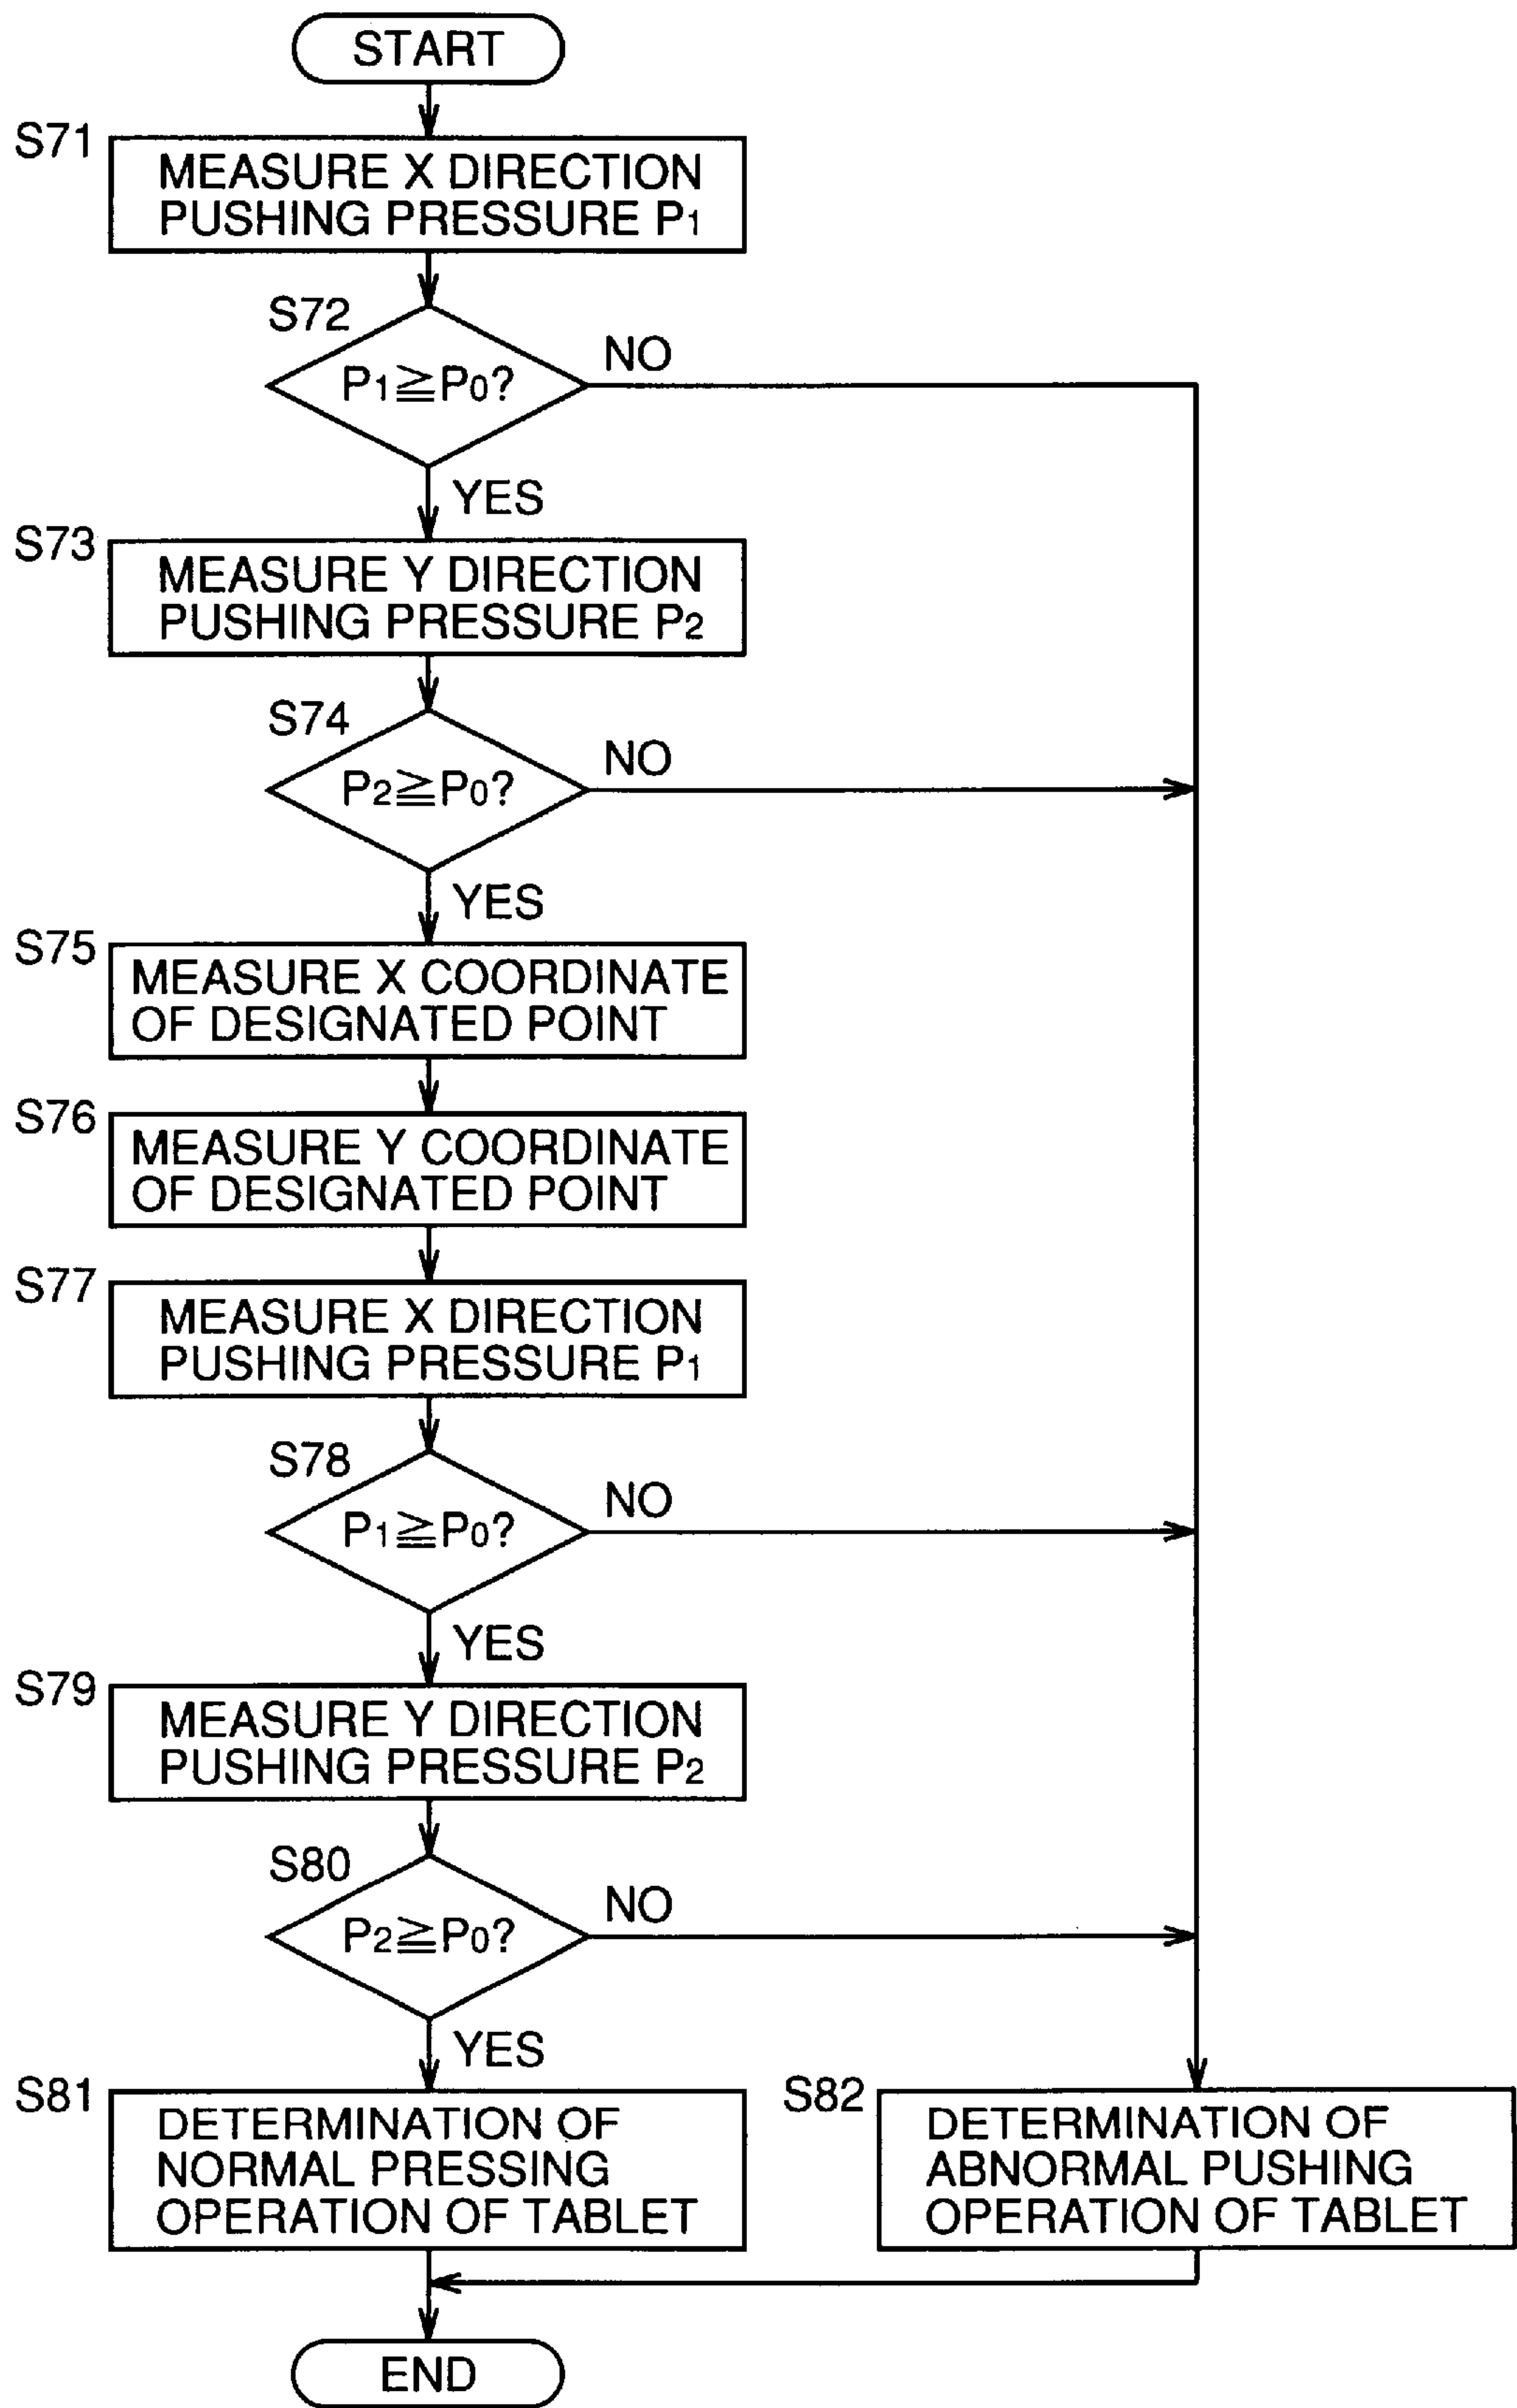 START
S71
MEASURE X DIRECTION
PUSHING PRESSURE P1
S72
P1≧P0?
NO
YES
S73
MEASURE Y DIRECTION
PUSHING PRESSURE P2
S74
P2≧P0?
NO
YES
S75
MEASURE X COORDINATE
OF DESIGNATED POINT
S76
MEASURE Y COORDINATE
OF DESIGNATED POINT
S77
MEASURE X DIRECTION
PUSHING PRESSURE P1
S78
P1≧P0?
NO
YES
S79
MEASURE Y DIRECTION
PUSHING PRESSURE P2
S80
P2≧P0?
NO
YES
S81
DETERMINATION OF
NORMAL PRESSING
OPERATION OF TABLET
S82
DETERMINATION OF
ABNORMAL PUSHING
OPERATION OF TABLET
END